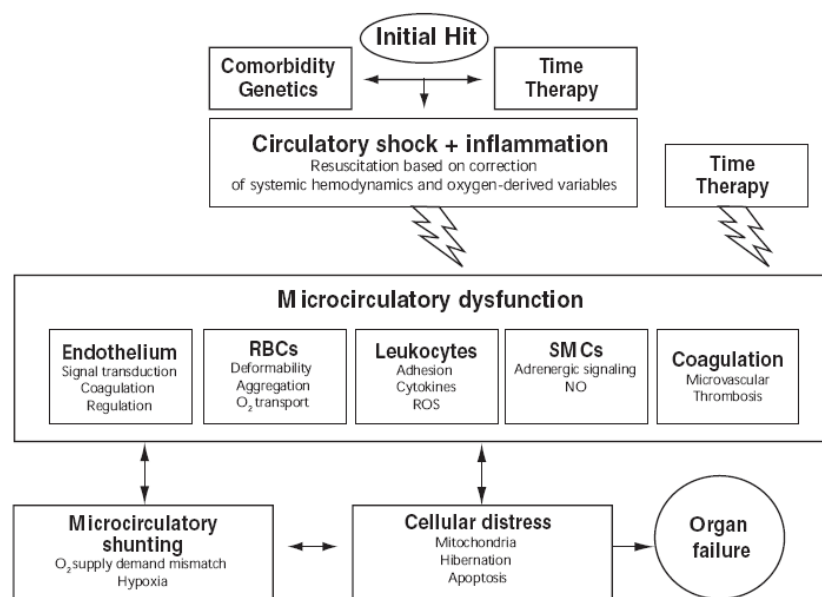 Initial Hit
Comorbidity
Genetics
Time
Therapy
Circulatory shock + inflammation
Resuscitation based on correction
of systemic hemodynamics and oxygen-derived variables
Time
Therapy
Microcirculatory dysfunction
Endothelium
Signal transduction
Coagulation
Regulation
RBCs
Deformability
Aggregation
O₂ transport
Leukocytes
Adhesion
Cytokines
ROS
SMCs
Adrenergic signaling
NO
Coagulation
Microvascular
Thrombosis
Microcirculatory
shunting
O₂ supply demand mismatch
Hypoxia
Cellular distress
Mitochondria
Hibernation
Apoptosis
Organ
failure